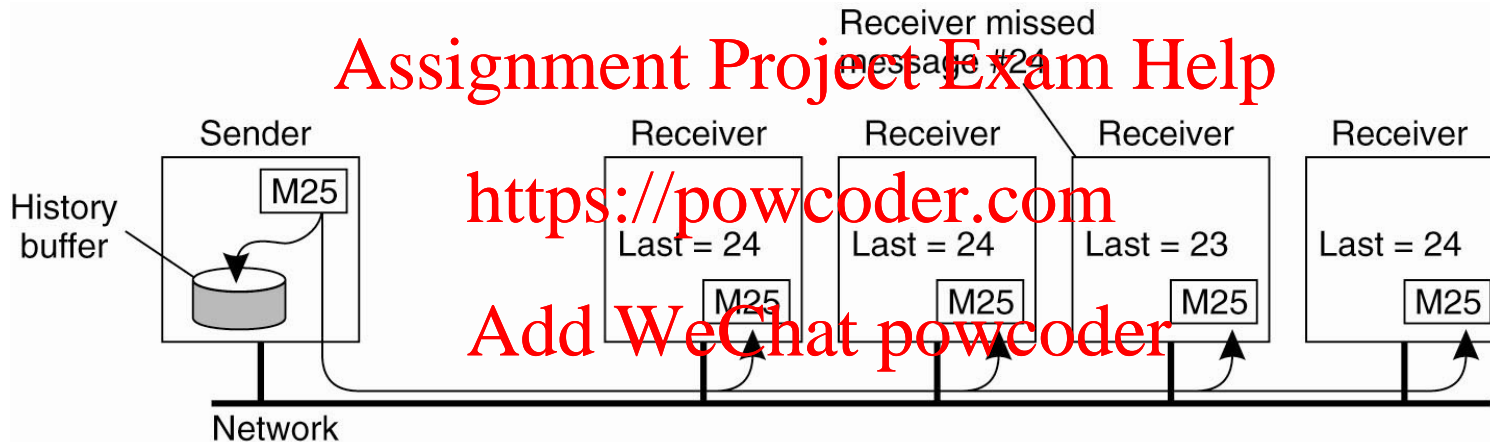 Receiver missed
message #24
Assignment Project Exam Help
Sender
Receiver
Receiver
Receiver
Receiver
M25
History
buffer
https://powcoder.com
Last = 24
Last = 24
Last = 23
Last = 24
M25
M25
M25
M25
Add WeChat powcoder
Network